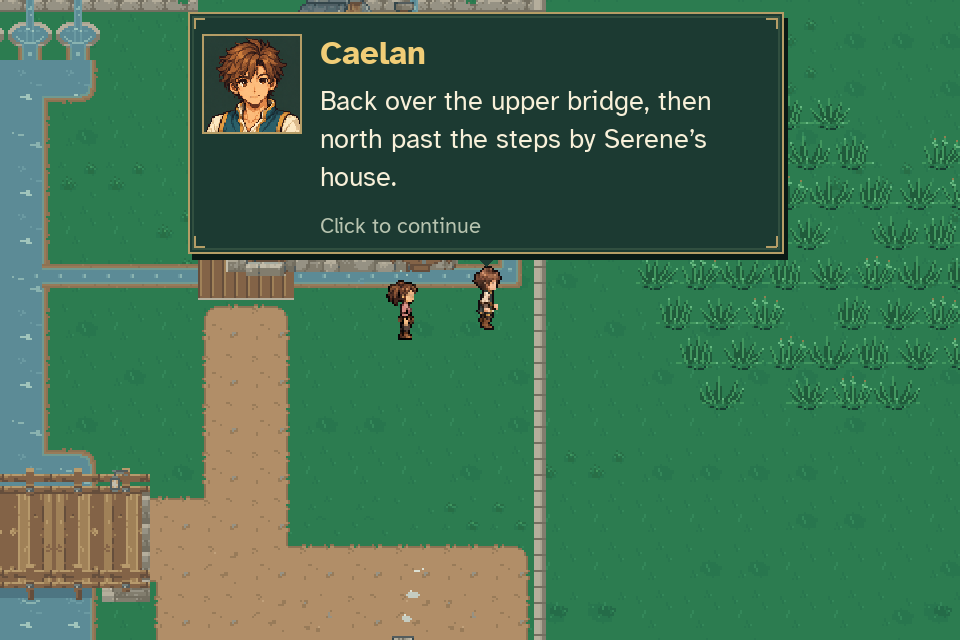 Caelan
Back over the upper bridge, then
north past the steps by Serene’s
house.
Click to continue